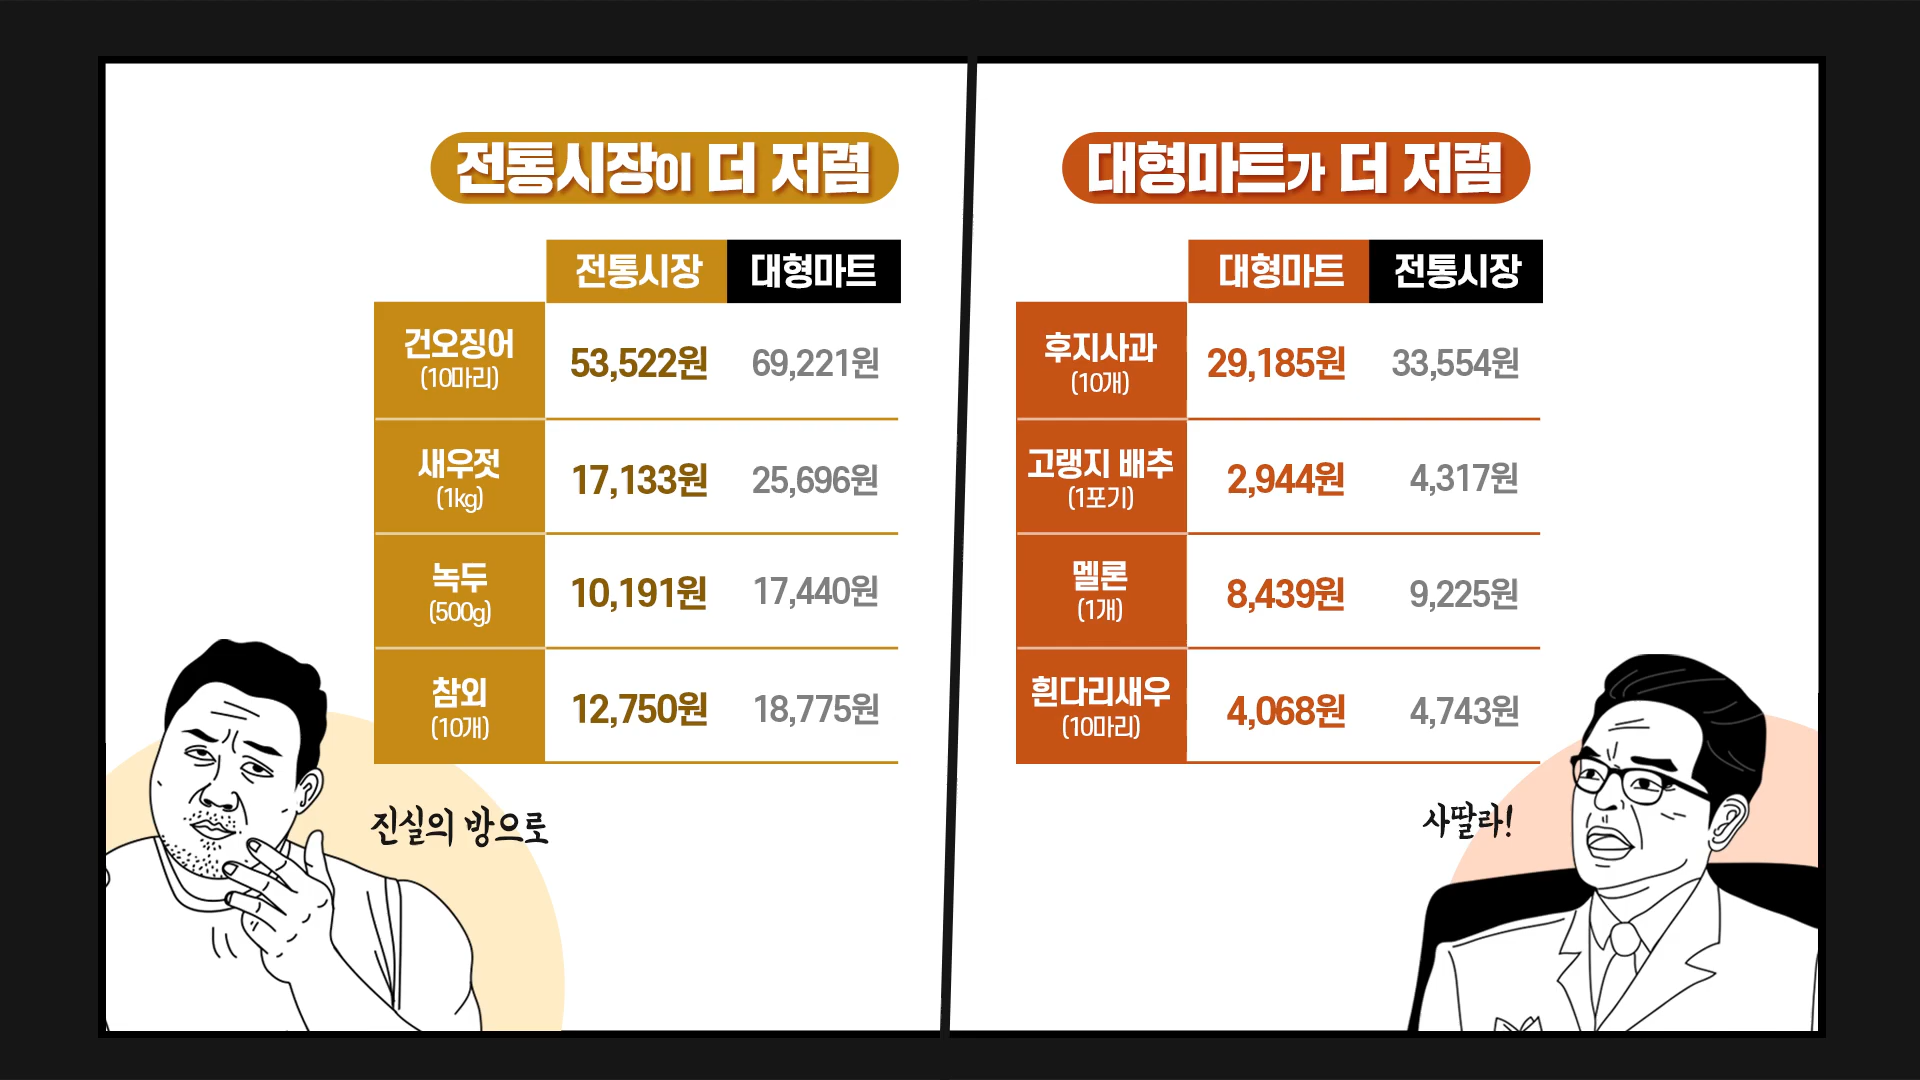 전통시장이 더 저렴
전통시장 대형마트
건오징어
(10마리)
53,522원 69,221원
새우젓
(1kg)
17,133원 25,696원
녹두
(500g)
10,191원 17,440원
참외
(10개)
12,750원 18,775원
진실의 방으로
대형마트가 더 저렴
대형마트 전통시장
후지사과
(10개)
29,185원 33,554원
고랭지 배추
(1포기)
2,944원 4,317원
멜론
(1개)
8,439원 9,225원
흰다리새우
(10마리)
4,068원 4,743원
사딸라!